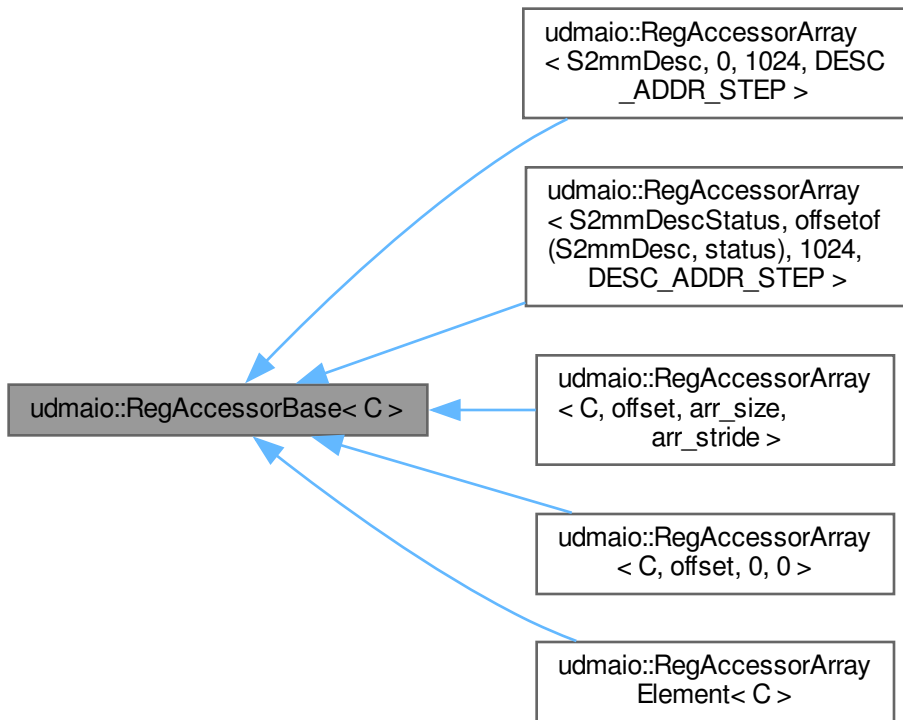 udmaio::RegAccessorArray
< S2mmDesc, 0, 1024, DESC
_ADDR_STEP >
udmaio::RegAccessorArray
< S2mmDescStatus, offsetof
(S2mmDesc, status), 1024,
DESC_ADDR_STEP >
udmaio::RegAccessorBase< C >
udmaio::RegAccessorArray
< C, offset, arr_size,
arr_stride >
udmaio::RegAccessorArray
< C, offset, 0, 0 >
udmaio::RegAccessorArray
Element< C >